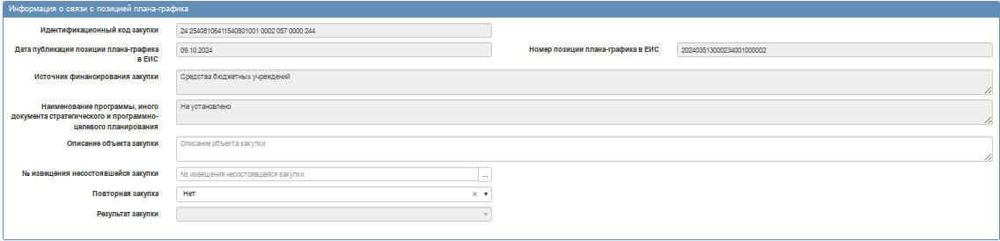 Информация о связи с позицией плана-графика
Идентификационный код закупки
24 25408106411540801001 0002 057 0000 244
Дата публикации позиции плана-графика
в ЕИС
09.10.2024
Номер позиции плана-графика в ЕИС
202403513000234001000002
Источник финансирования закупки
Средства бюджетных учреждений
Наименование программы, иного
документа стратегического и программно-
целевого планирования
Не установлено
Описание объекта закупки
Описание объекта закупки
№ извещения несостоявшейся закупки
№ извещения несостоявшейся закупки
...
Повторная закупка
Нет
Результат закупки